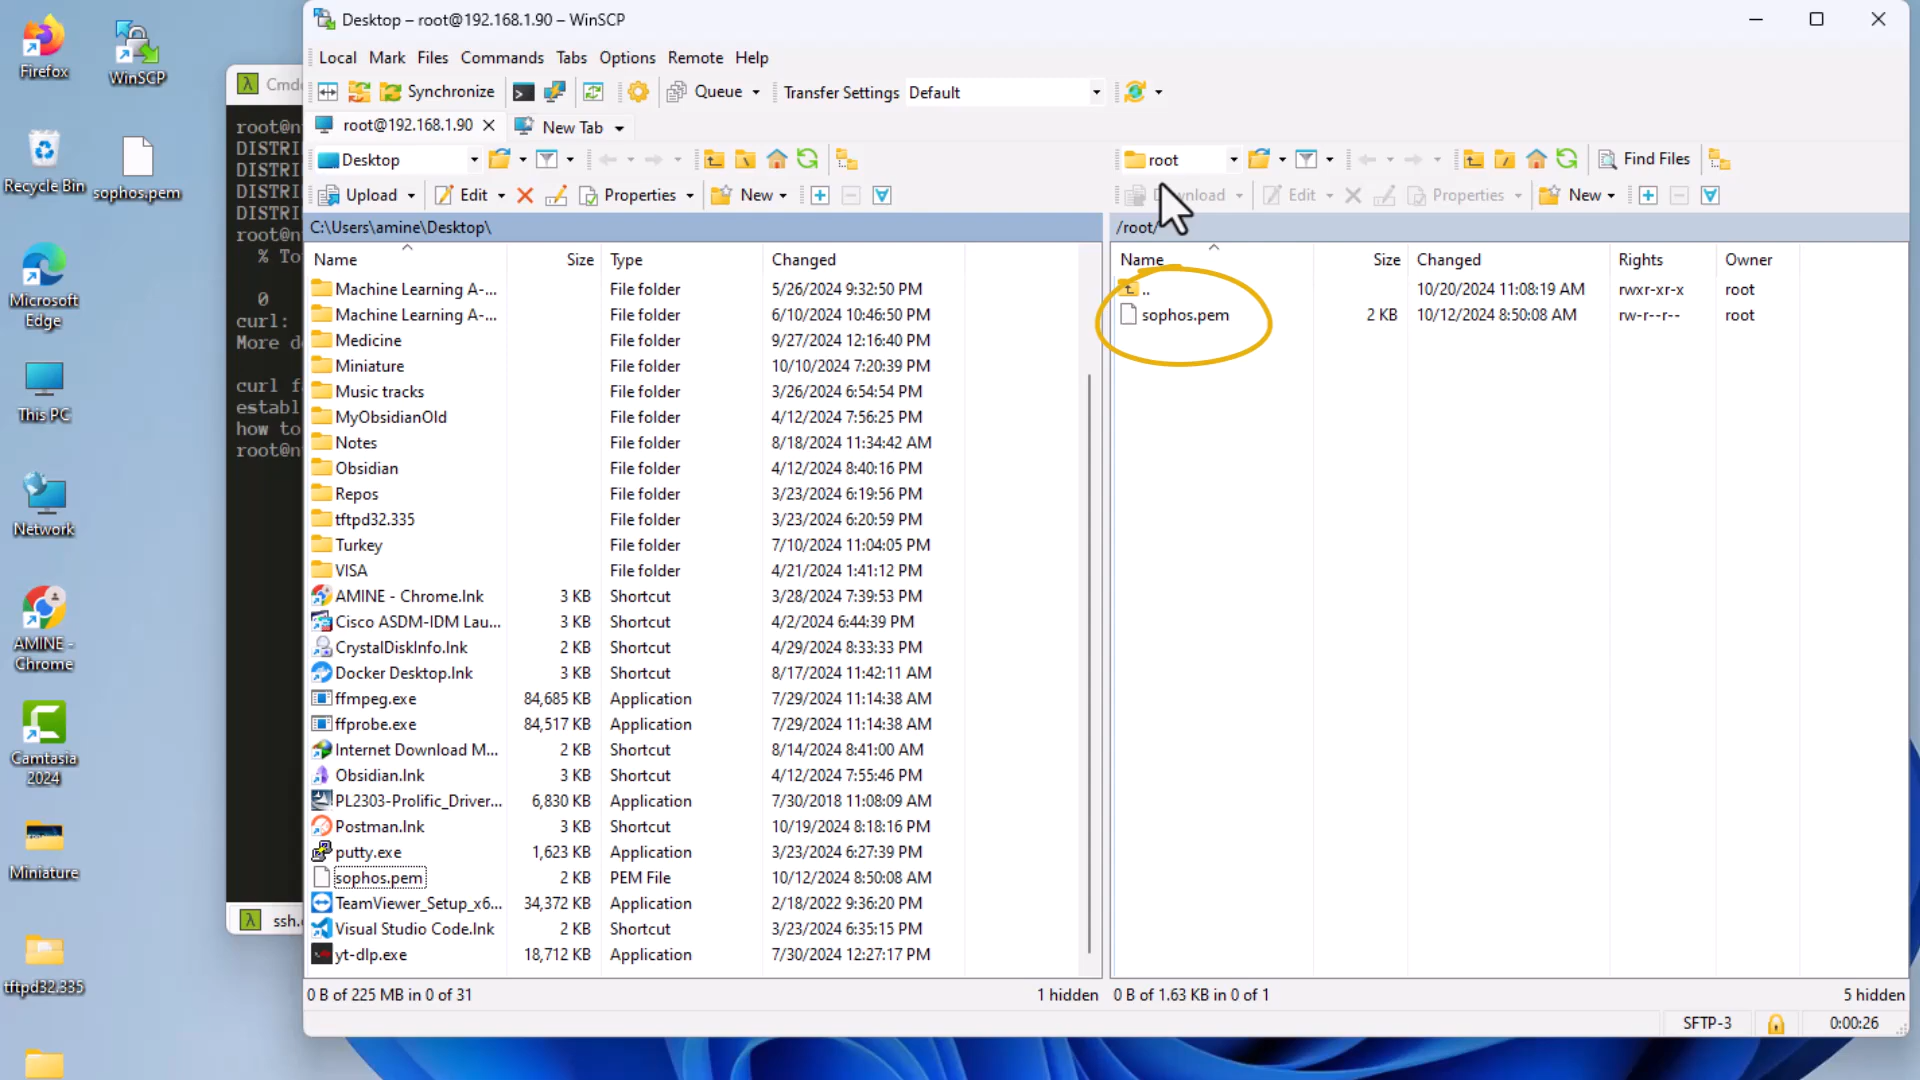 Desktop – root@192.168.1.90 – WinSCP
Local Mark Files Commands Tabs Options Remote Help
Synchronize Queue Transfer Settings Default
root@192.168.1.90 New Tab
Desktop root Find Files
Upload Edit Properties New Edit Properties New
C:\Users\amine\Desktop\ /root/
Name Size Type Changed
Machine Learning A-... File folder 5/26/2024 9:32:50 PM
Machine Learning A-... File folder 6/10/2024 10:46:50 PM
Medicine File folder 9/27/2024 12:16:40 PM
Miniature File folder 10/10/2024 7:20:39 PM
Music tracks File folder 3/26/2024 6:54:54 PM
MyObsidianOld File folder 4/12/2024 7:56:25 PM
Notes File folder 8/18/2024 11:34:42 AM
Obsidian File folder 4/12/2024 8:40:16 PM
Repos File folder 3/23/2024 6:19:56 PM
tftpd32.335 File folder 3/23/2024 6:20:59 PM
Turkey File folder 7/10/2024 11:04:05 PM
VISA File folder 4/21/2024 1:41:12 PM
AMINE - Chrome.lnk 3 KB Shortcut 3/28/2024 7:39:53 PM
Cisco ASDM-IDM Lau... 3 KB Shortcut 4/2/2024 6:44:39 PM
CrystalDiskInfo.lnk 2 KB Shortcut 4/29/2024 8:33:33 PM
Docker Desktop.lnk 3 KB Shortcut 8/17/2024 11:42:11 AM
ffmpeg.exe 84,685 KB Application 7/29/2024 11:14:38 AM
ffprobe.exe 84,517 KB Application 7/29/2024 11:14:38 AM
Internet Download M... 2 KB Shortcut 8/14/2024 8:41:00 AM
Obsidian.lnk 3 KB Shortcut 4/12/2024 7:55:46 PM
PL2303-Prolific_Driver... 6,830 KB Application 7/30/2018 11:08:09 AM
Postman.lnk 3 KB Shortcut 10/19/2024 8:18:16 PM
putty.exe 1,623 KB Application 3/23/2024 6:27:39 PM
sophos.pem 2 KB PEM File 10/12/2024 8:50:08 AM
TeamViewer_Setup_x6... 34,372 KB Application 2/18/2022 9:36:20 PM
Visual Studio Code.lnk 2 KB Shortcut 3/23/2024 6:35:15 PM
yt-dlp.exe 18,712 KB Application 7/30/2024 12:27:17 PM
0 B of 225 MB in 0 of 31 1 hidden
Name Size Changed Rights Owner
.. 10/20/2024 11:08:19 AM rwxr-xr-x root
sophos.pem 2 KB 10/12/2024 8:50:08 AM rw-r--r-- root
0 B of 1.63 KB in 0 of 1 5 hidden
SFTP-3 0:00:26
Firefox
WinSCP
Recycle Bin
sophos.pem
Microsoft
Edge
This PC
Network
AMINE -
Chrome
Camtasia
2024
Miniature
tftpd32.335
λ
root@n
DISTRI
DISTRI
DISTRI
DISTRI
root@n
% To
0
curl:
More d
curl f
establ
how to
root@n
λ ssh.